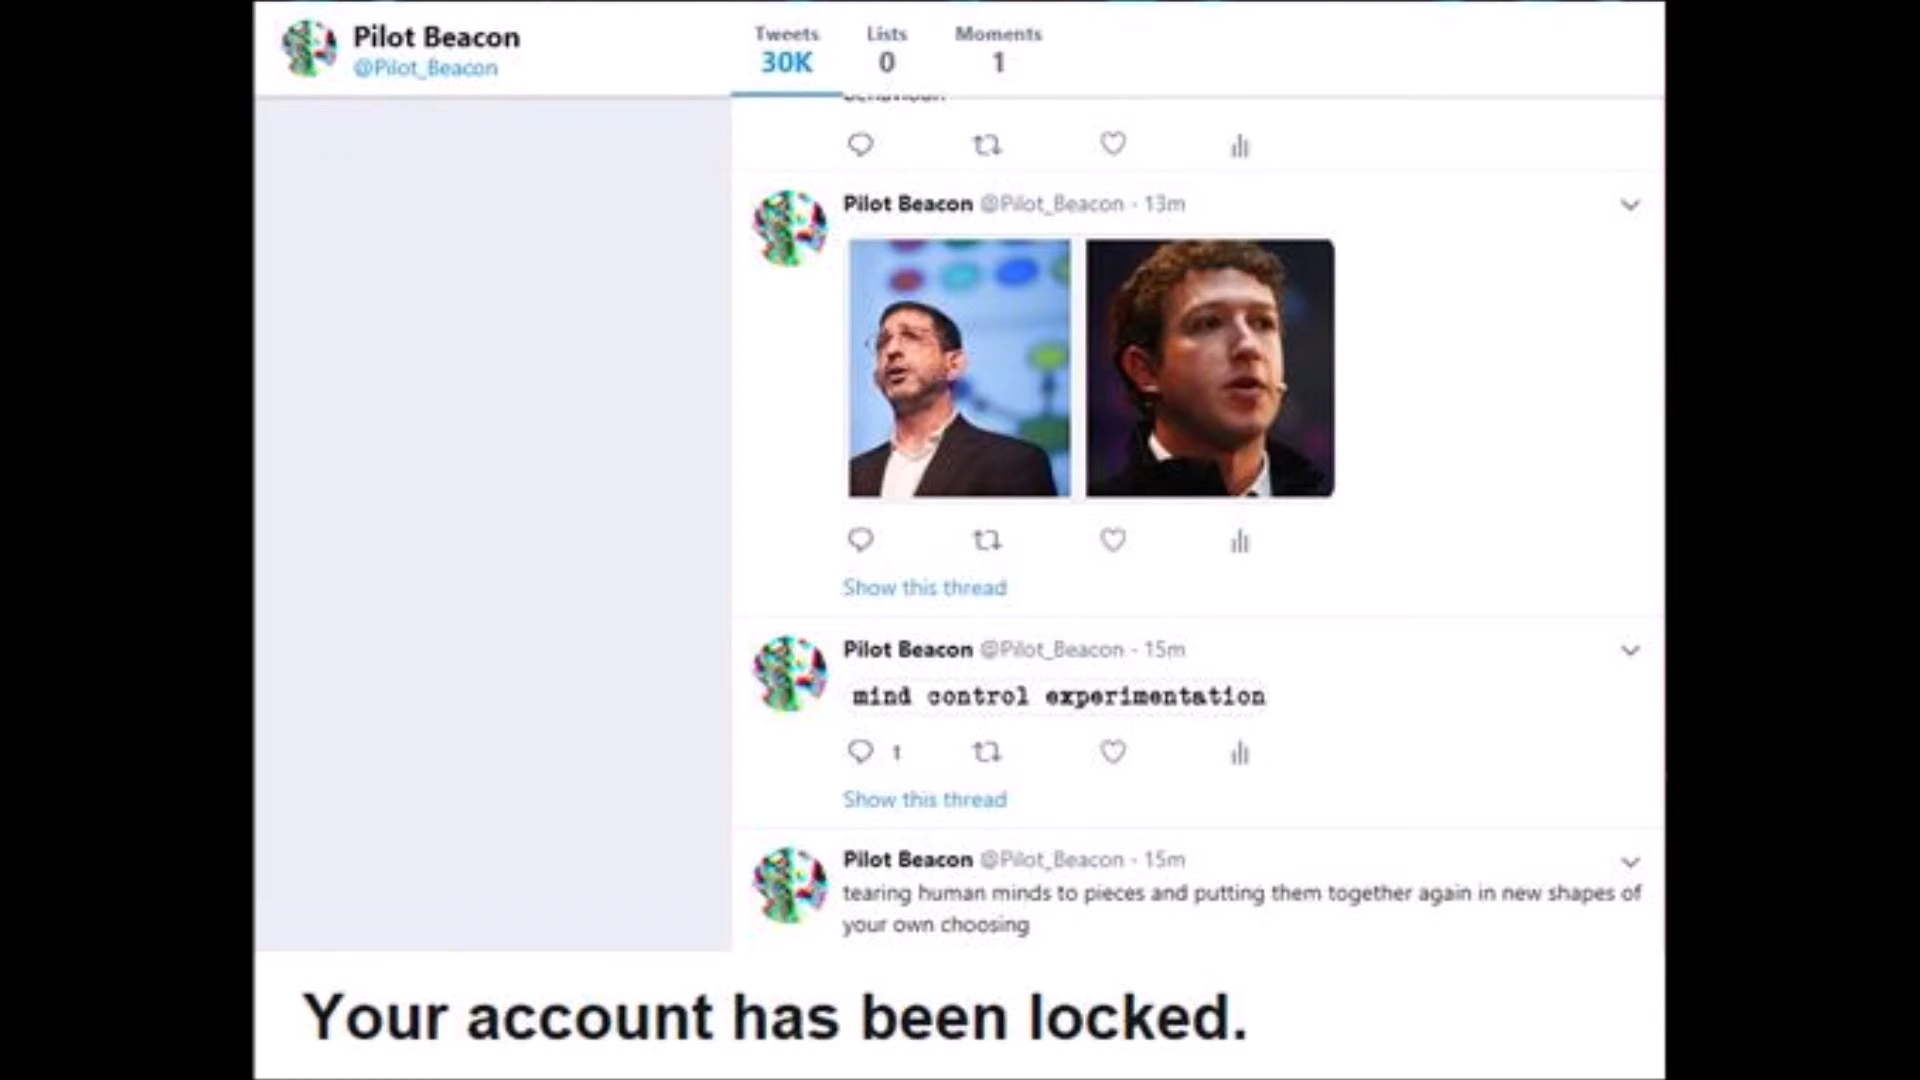 Pilot Beacon
@Pilot_Beacon
Tweets
30K
Lists
0
Moments
1
Pilot Beacon @Pilot_Beacon · 13m
Show this thread
Pilot Beacon @Pilot_Beacon · 15m
mind control experimentation
1
Show this thread
Pilot Beacon @Pilot_Beacon · 15m
tearing human minds to pieces and putting them together again in new shapes of
your own choosing
Your account has been locked.